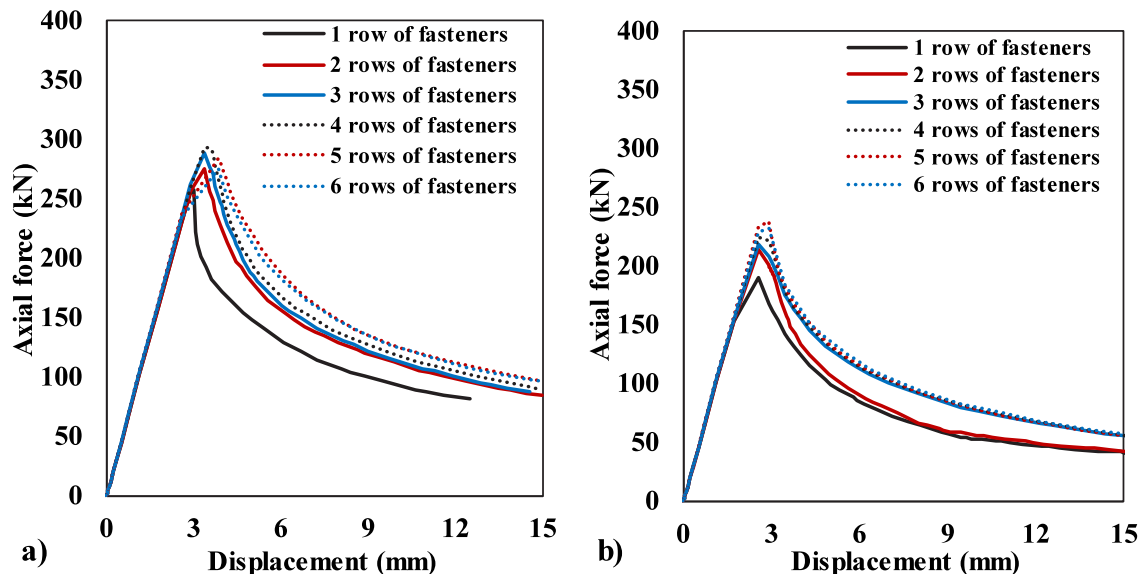 400
350
300
250
200
150
100
50
0
Axial force (kN)
1 row of fasteners
2 rows of fasteners
3 rows of fasteners
4 rows of fasteners
5 rows of fasteners
6 rows of fasteners
0 3 6 9 12 15
a) Displacement (mm)
400
350
300
250
200
150
100
50
0
Axial force (kN)
1 row of fasteners
2 rows of fasteners
3 rows of fasteners
4 rows of fasteners
5 rows of fasteners
6 rows of fasteners
0 3 6 9 12 15
b) Displacement (mm)